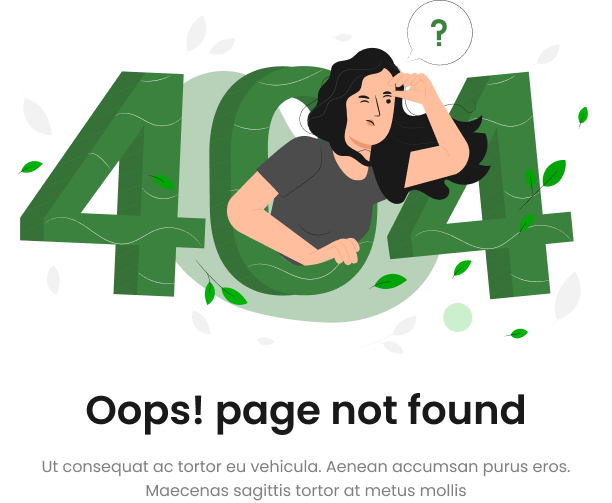 ?
404
Oops! page not found
Ut consequat ac tortor eu vehicula. Aenean accumsan purus eros.
Maecenas sagittis tortor at metus mollis